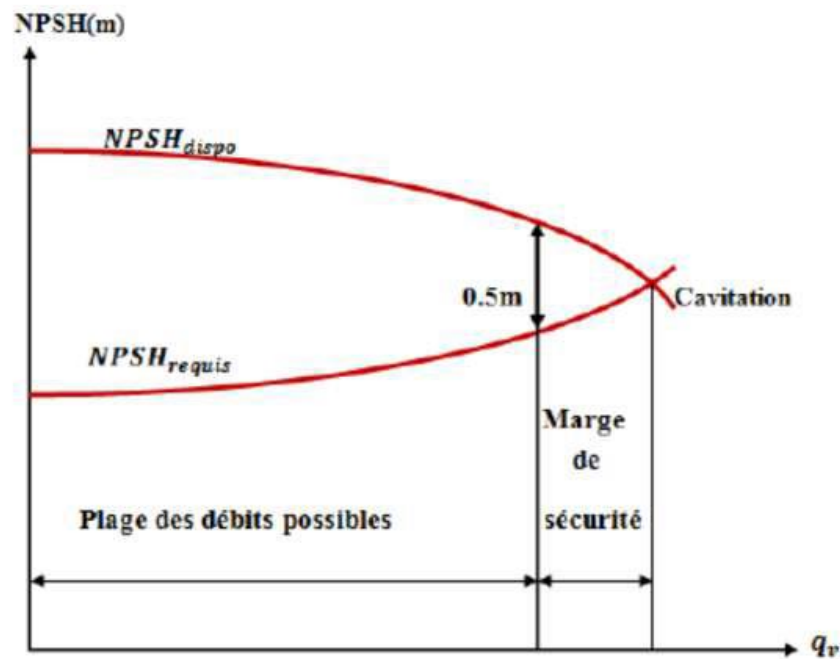 NPSH(m)
NPSH_dispo
0.5m
Cavitation
NPSH_requis
Marge
de
Plage des débits possibles
sécurité
q_v